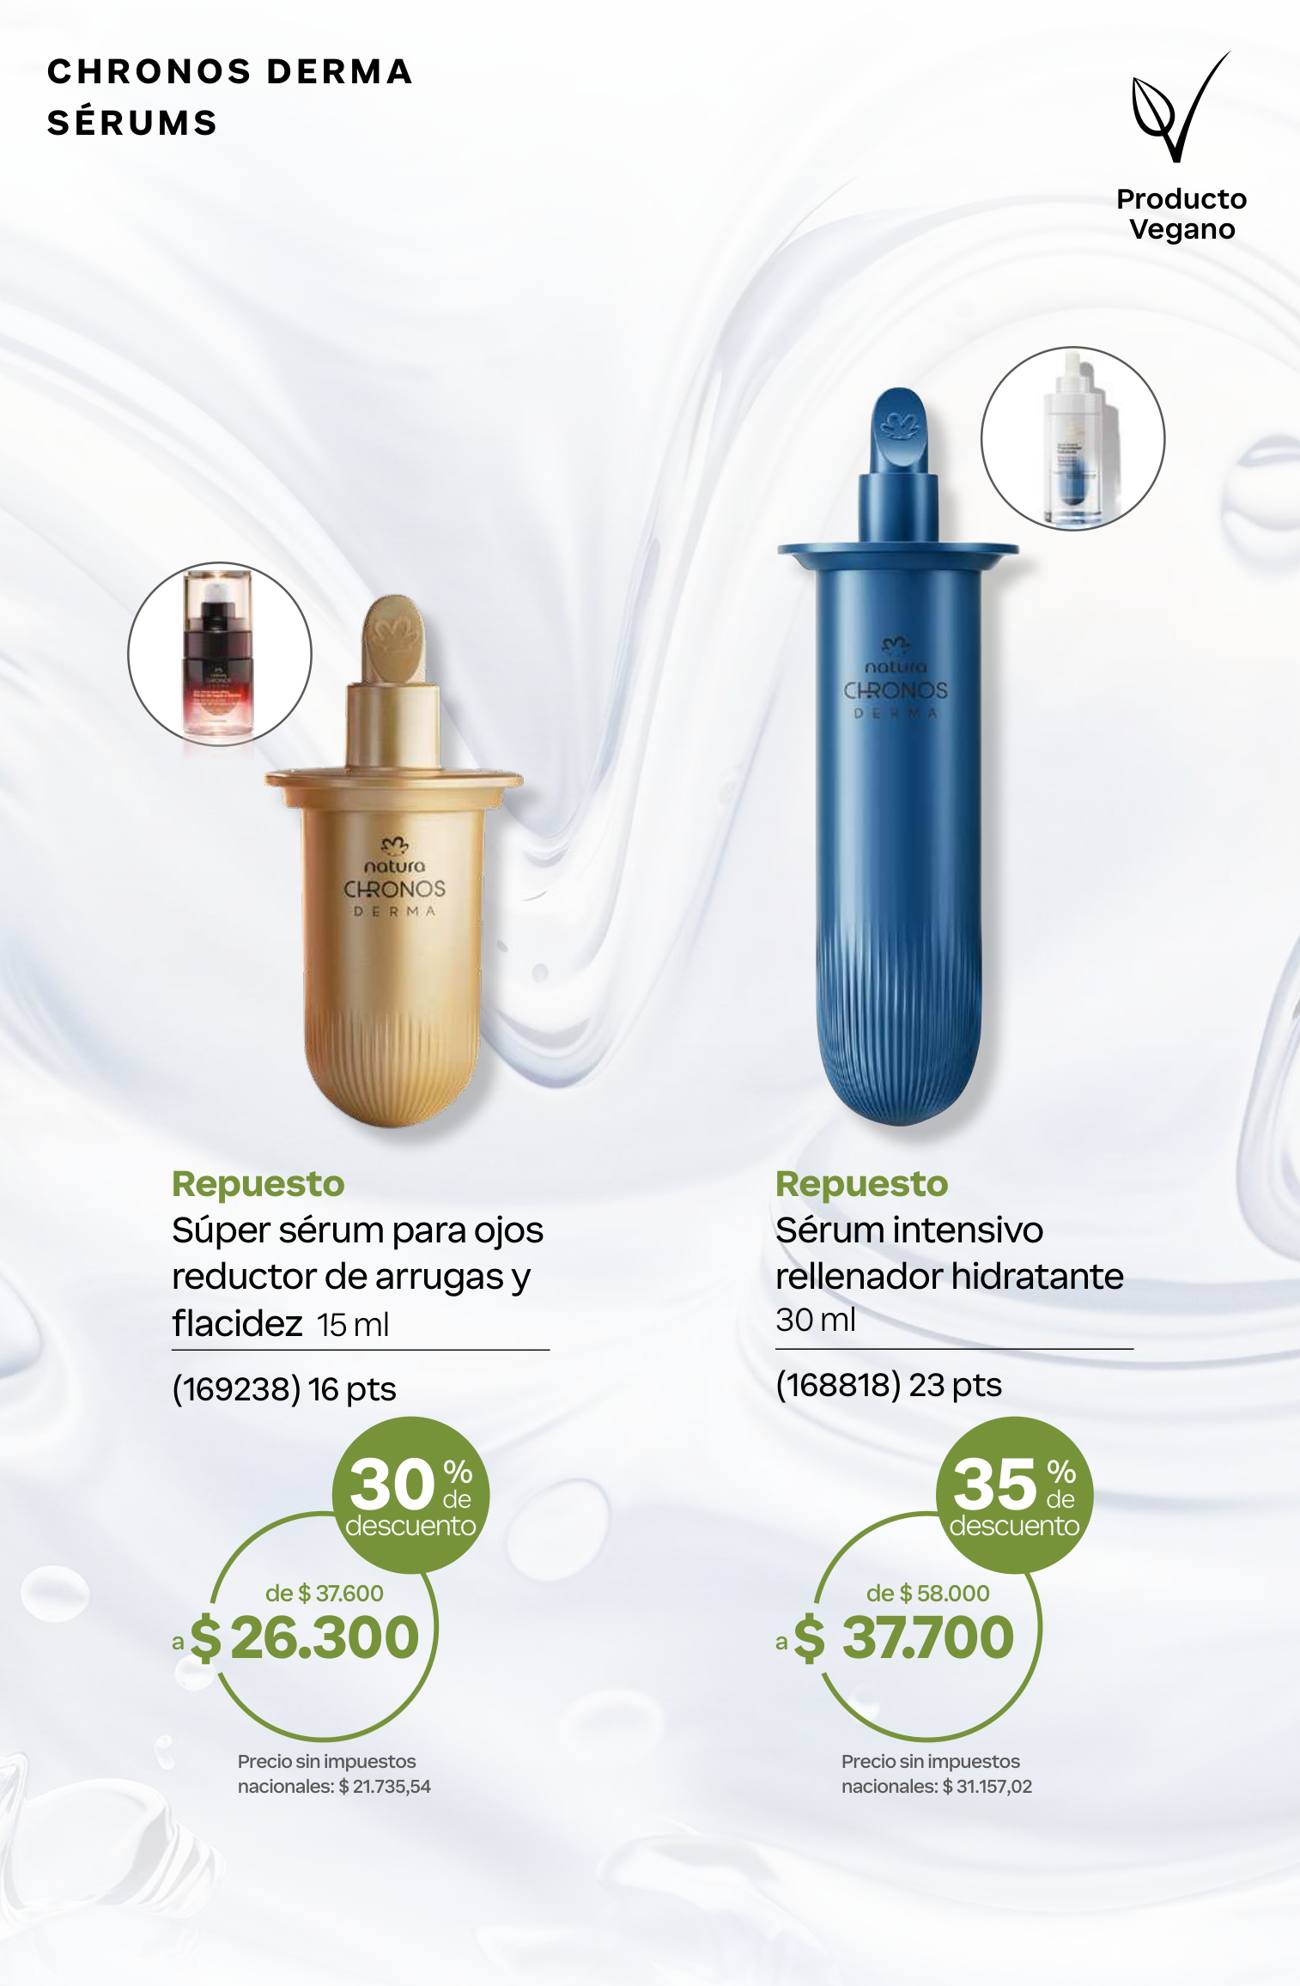 CHRONOS DERMA
SÉRUMS
Producto
Vegano
natura
CHRONOS
DERMA
natura
CHRONOS
DERMA
Repuesto
Súper sérum para ojos
reductor de arrugas y
flacidez 15 ml
(169238) 16 pts
30 %
de
descuento
de $ 37.600
a $ 26.300
Precio sin impuestos
nacionales: $ 21.735,54
Repuesto
Sérum intensivo
rellenador hidratante
30 ml
(168818) 23 pts
35 %
de
descuento
de $ 58.000
a $ 37.700
Precio sin impuestos
nacionales: $ 31.157,02